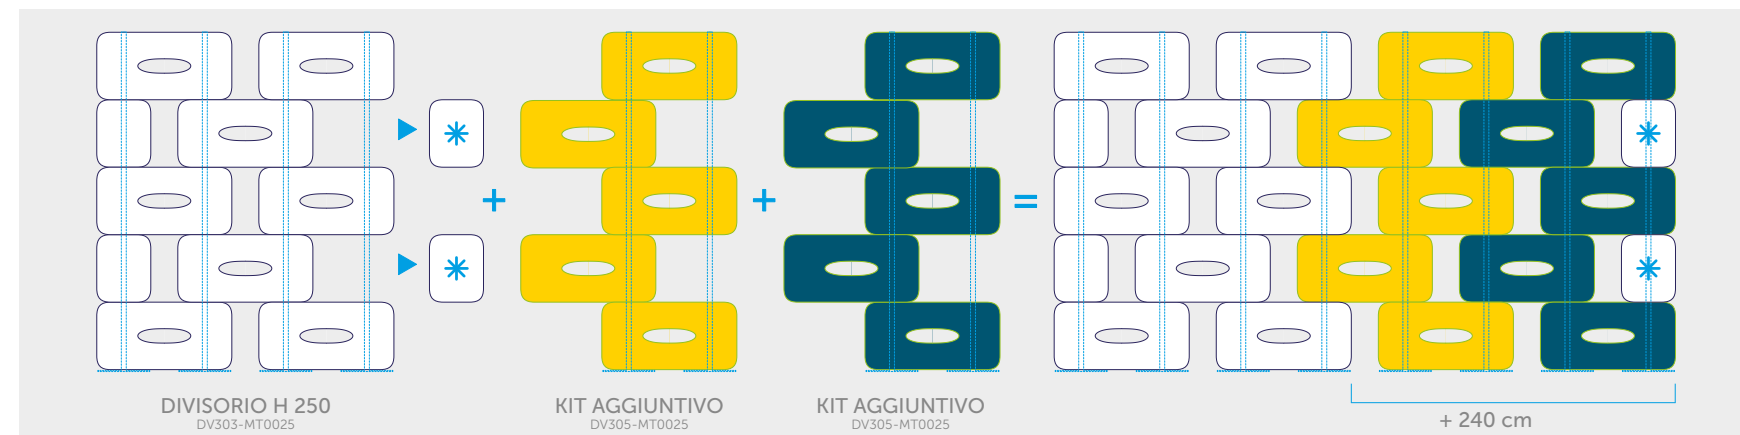 +
+
=
DIVISORIO H 250
DV303-MT0025
KIT AGGIUNTIVO
DV305-MT0025
KIT AGGIUNTIVO
DV305-MT0025
+ 240 cm